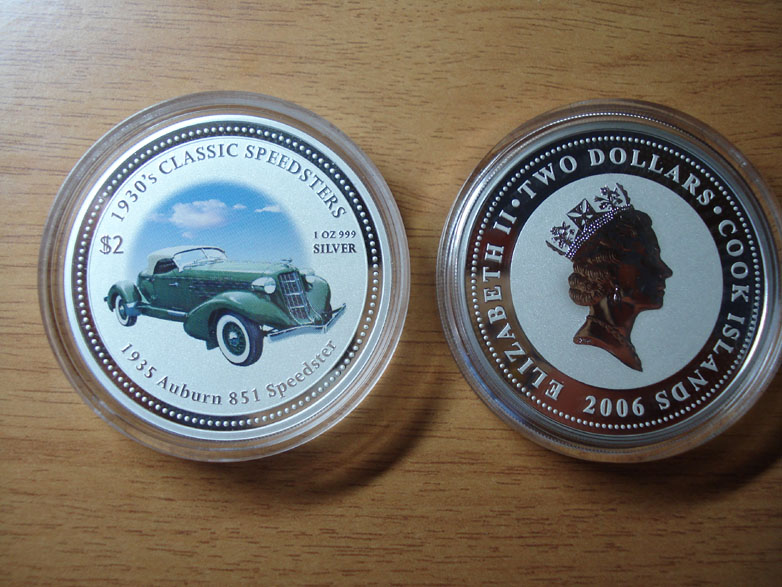 1930's CLASSIC SPEEDSTERS
$2
1 OZ 999
SILVER
1935 Auburn 851 Speedster
ELIZABETH II • TWO DOLLARS • COOK ISLANDS
2006